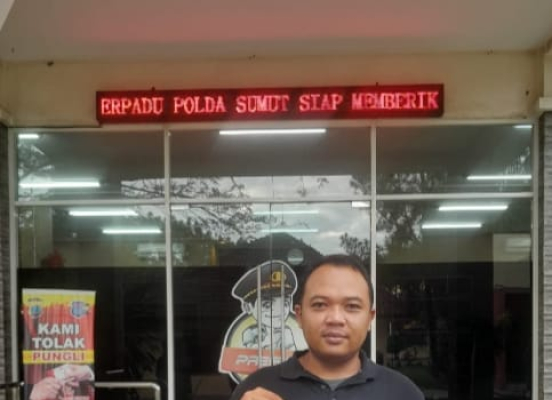 ERPADU POLDA SUMUT SIAP MEMBERIK
KAMI
TOLAK
PUNGLI